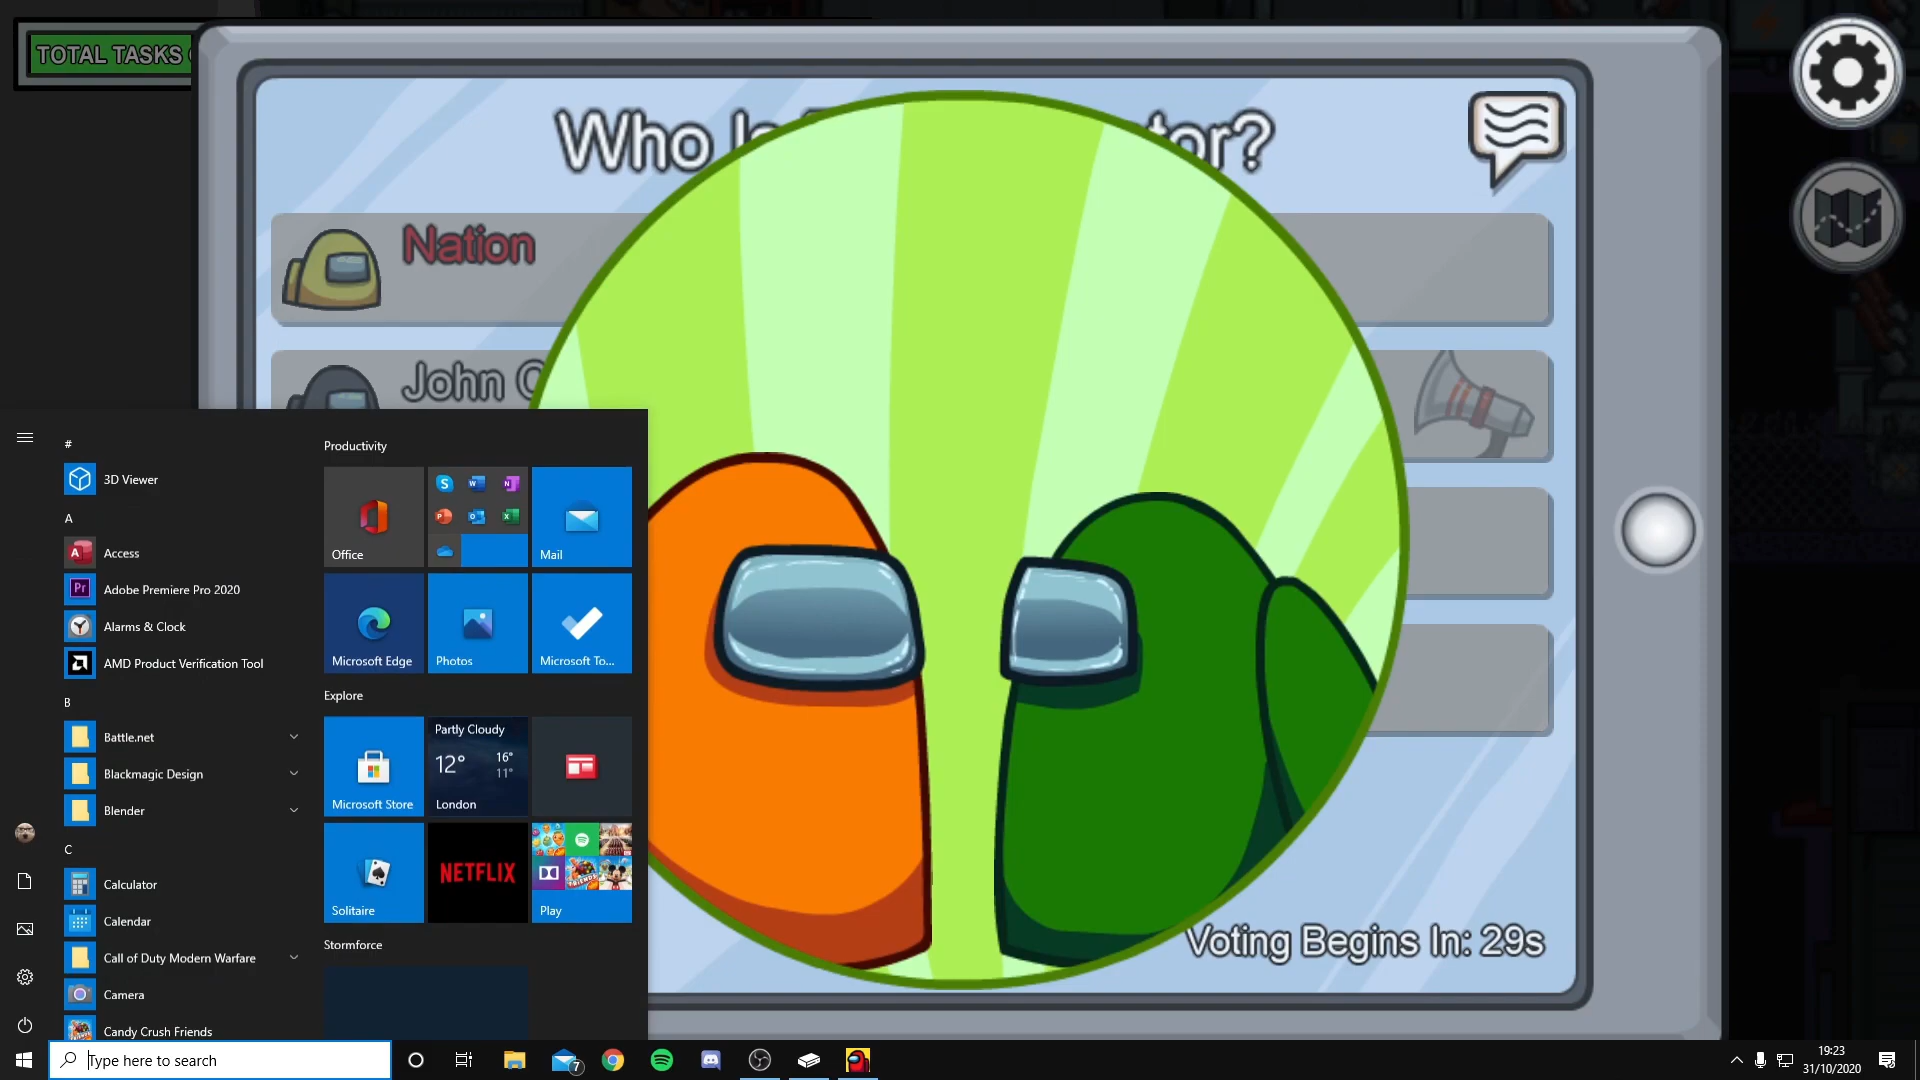 TOTAL TASKS
Who Is
tor?
Nation
John C
Voting Begins In: 29s
#
3D Viewer
A
Access
Adobe Premiere Pro 2020
Alarms & Clock
AMD Product Verification Tool
B
Battle.net
Blackmagic Design
Blender
C
Calculator
Calendar
Call of Duty Modern Warfare
Camera
Candy Crush Friends
Productivity
Office
Mail
Microsoft Edge
Photos
Microsoft To...
Explore
Microsoft Store
Partly Cloudy
12°
16°
11°
London
Solitaire
NETFLIX
Play
Stormforce
Type here to search
7
19:23
31/10/2020